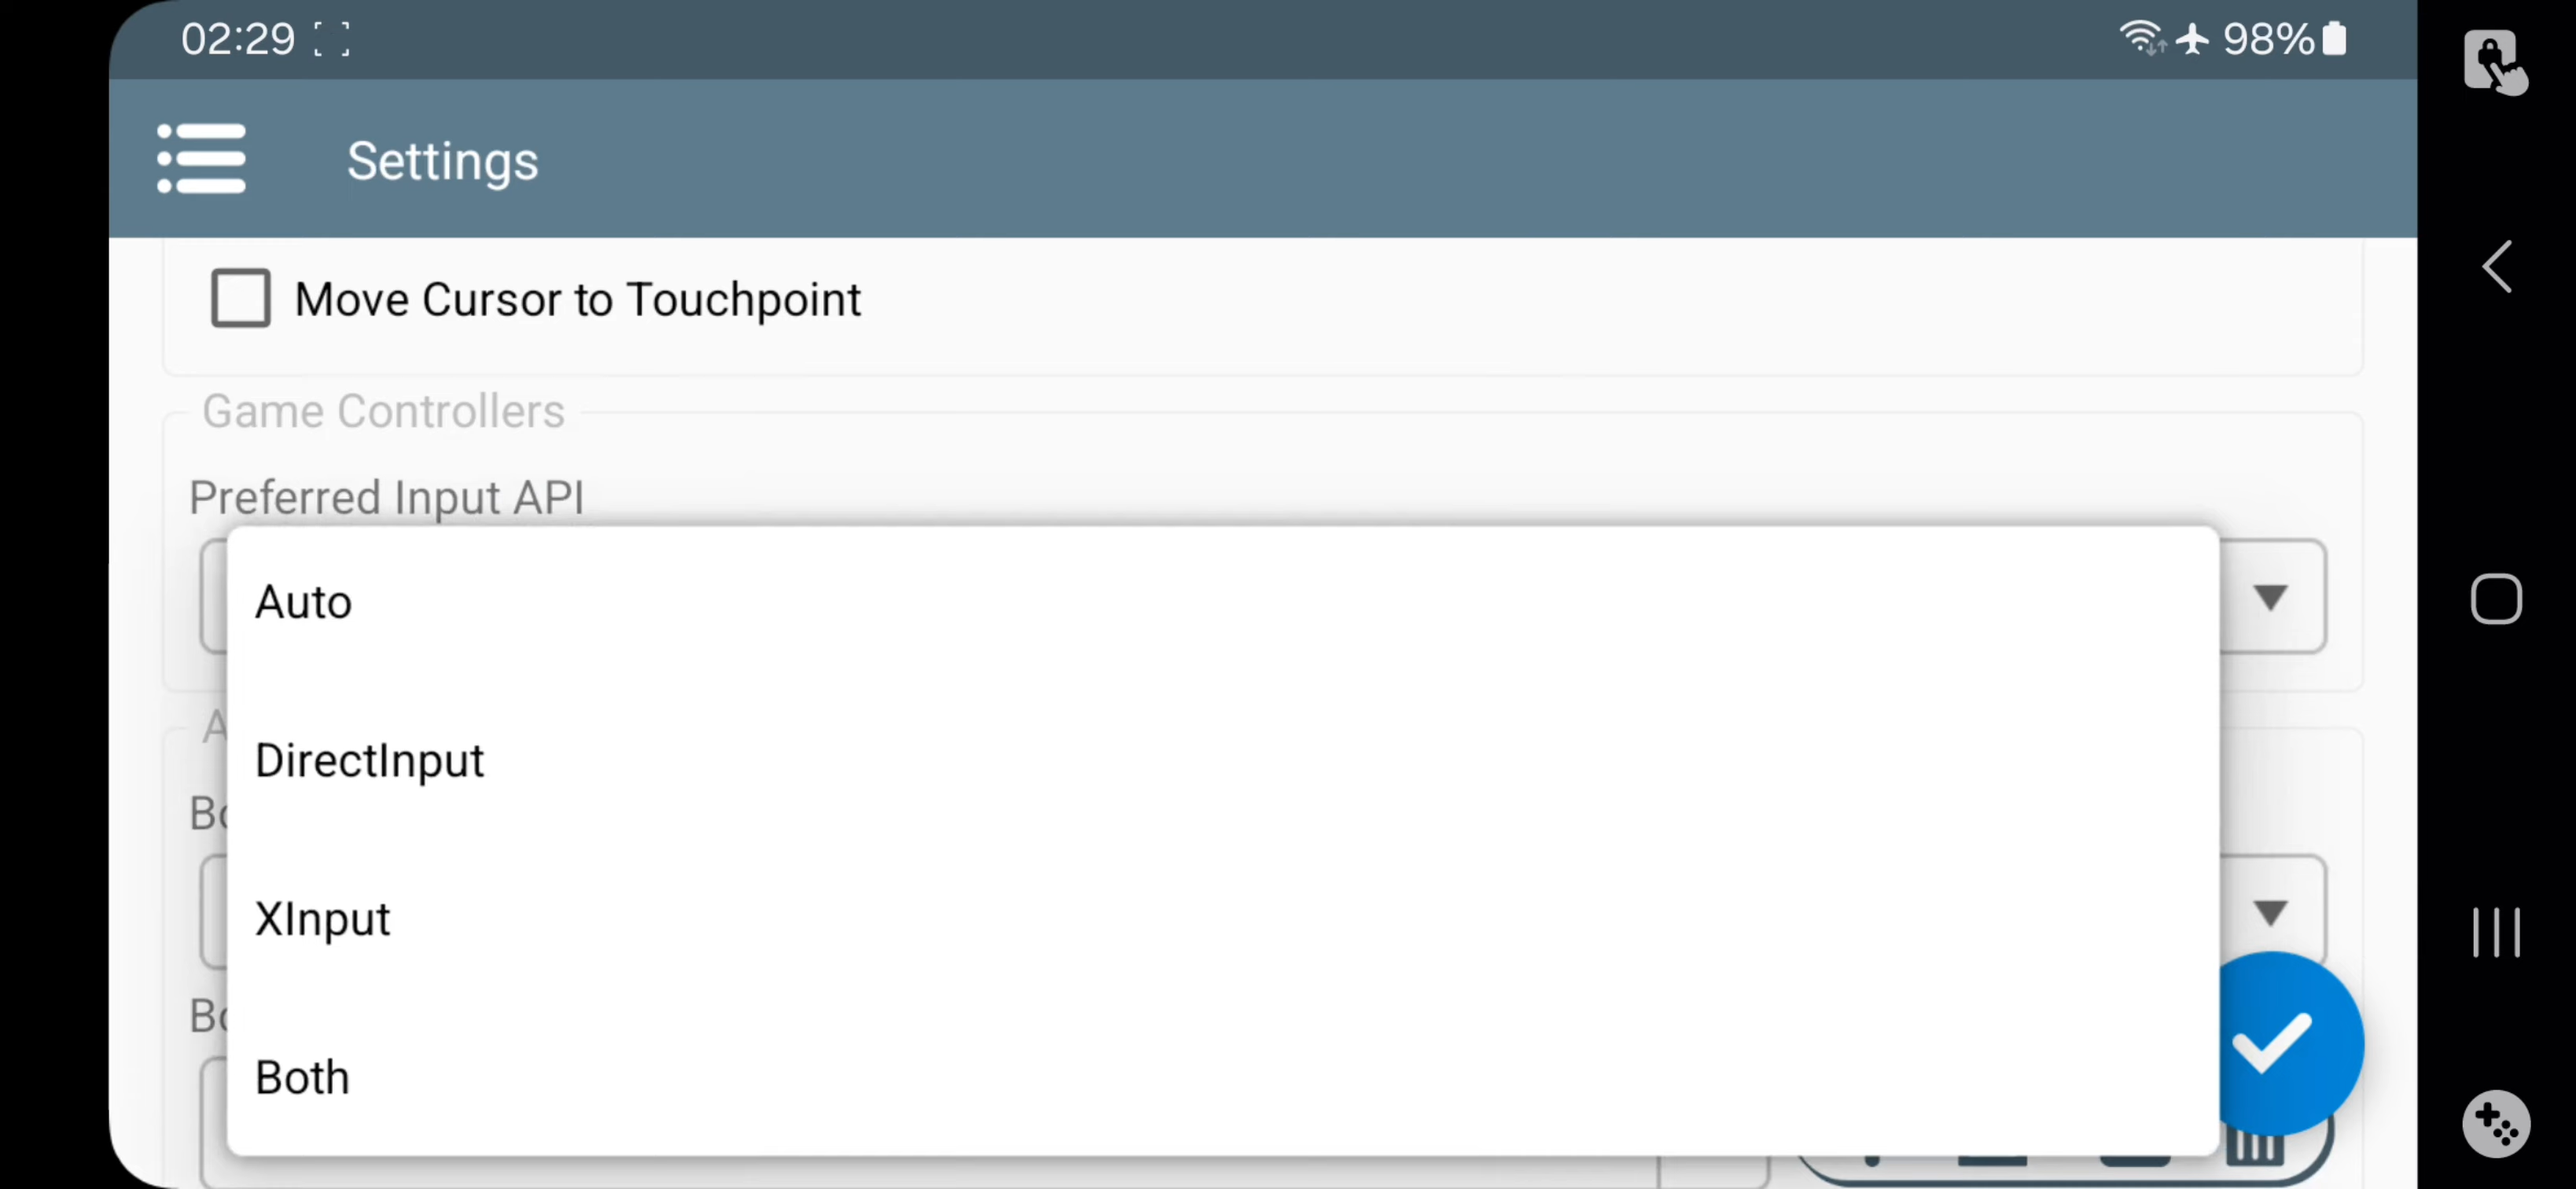 02:29
98%
Settings
Move Cursor to Touchpoint
Game Controllers
Preferred Input API
Auto
DirectInput
XInput
Both